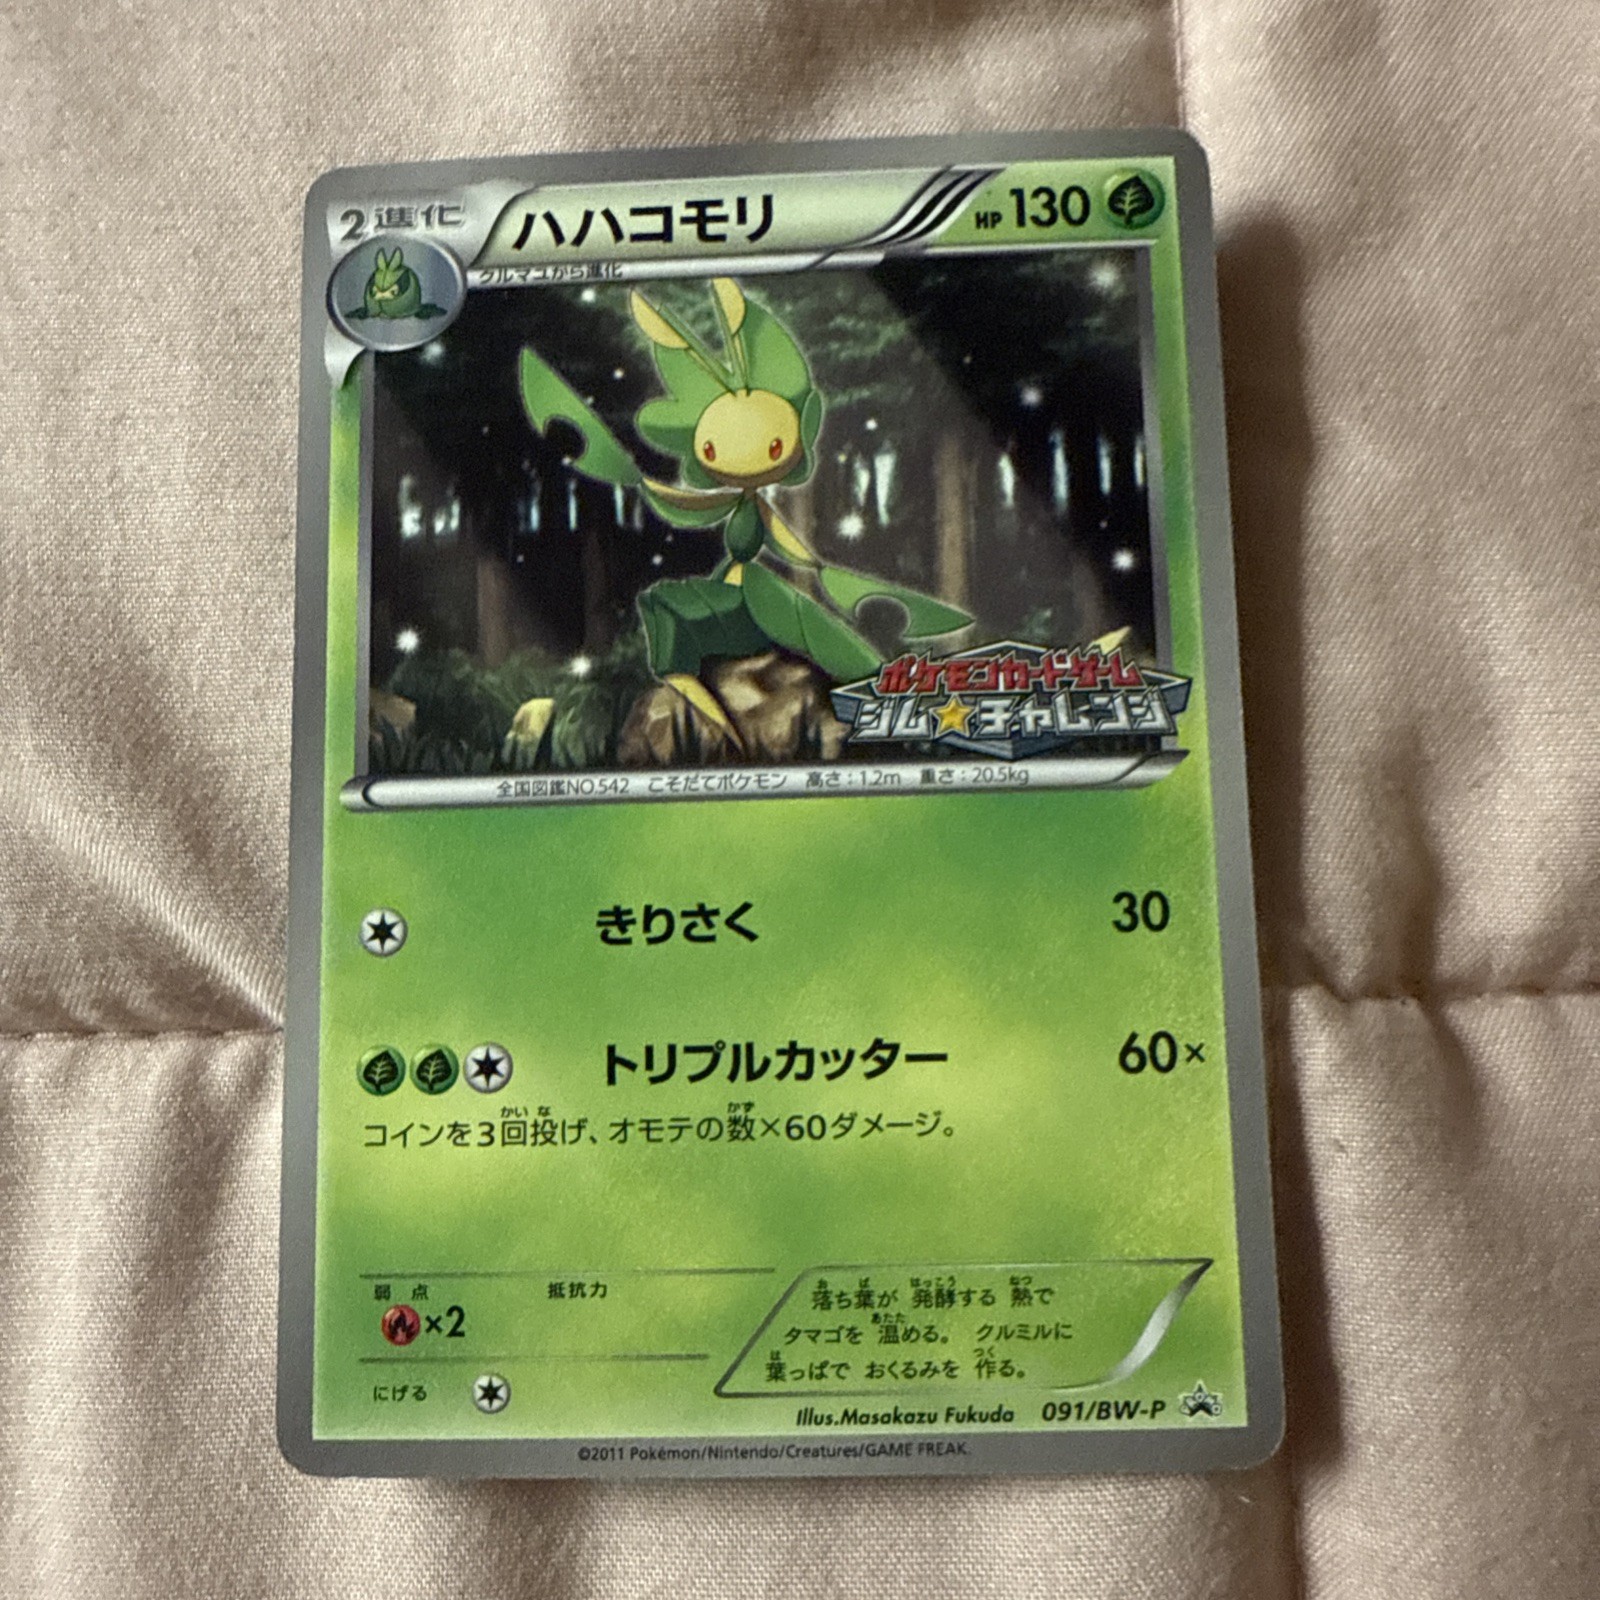 2進化
ハハコモリ
HP 130
クルマユから進化
ポケモンカードゲーム
ジム★チャレンジ
全国図鑑NO.542 こそだてポケモン 高さ:1.2m 重さ:20.5kg
きりさく 30
トリプルカッター 60×
コインを3回投げ、オモテの数×60ダメージ。
弱点 抵抗力
×2
にげる
落ち葉が 発酵する 熱で
タマゴを 温める。 クルミルに
葉っぱで おくるみを 作る。
Illus.Masakazu Fukuda 091/BW-P
©2011 Pokémon/Nintendo/Creatures/GAME FREAK.